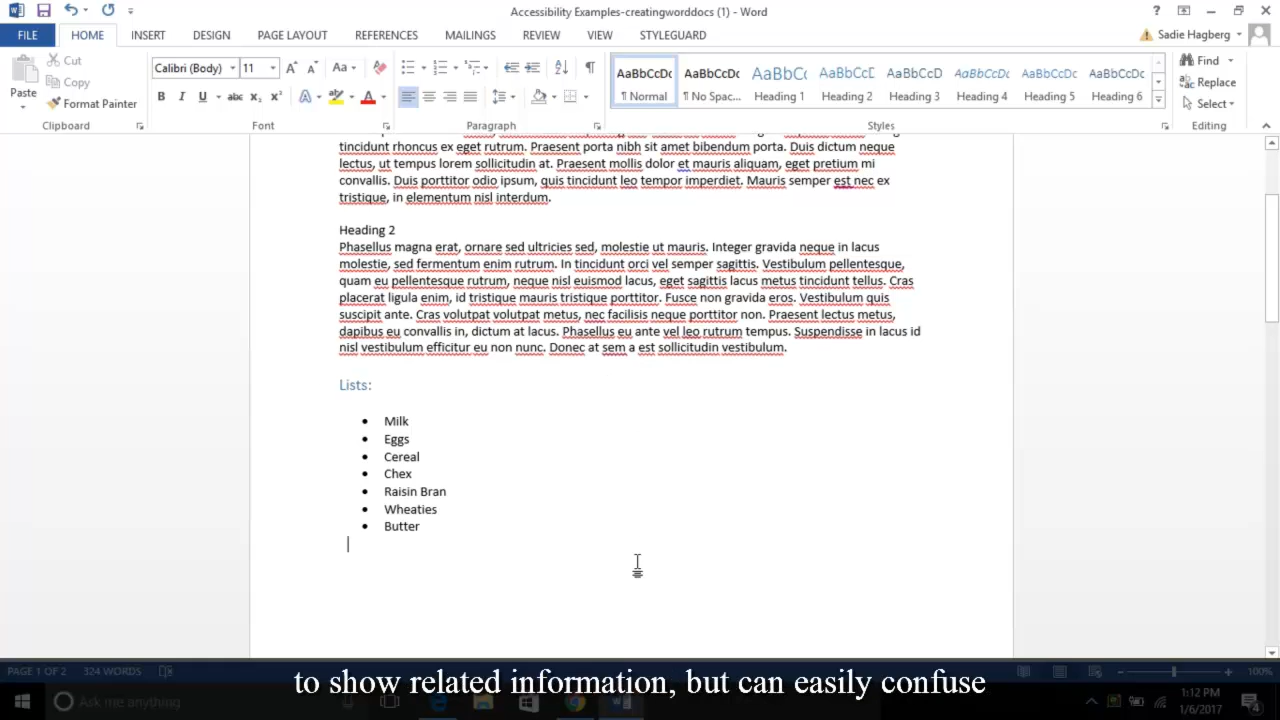 Accessibility Examples-creatingworddocs (1) - Word
?
FILE HOME INSERT DESIGN PAGE LAYOUT REFERENCES MAILINGS REVIEW VIEW STYLEGUARD Sadie Hagberg
Paste Cut Copy Format Painter
Calibri (Body) 11 Aa
B I U abc x₂ x²
AaBbCcDc AaBbCcDc AaBbCc AaBbCcE AaBbCcD AaBbCcD AaBbCcDc AaBbCcDc
¶ Normal ¶ No Spac... Heading 1 Heading 2 Heading 3 Heading 4 Heading 5 Heading 6
Find Replace Select
Clipboard Font Paragraph Styles Editing
tincidunt rhoncus ex eget rutrum. Praesent porta nibh sit amet bibendum porta. Duis dictum neque
lectus, ut tempus lorem sollicitudin at. Praesent mollis dolor et mauris aliquam, eget pretium mi
convallis. Duis porttitor odio ipsum, quis tincidunt leo tempor imperdiet. Mauris semper est nec ex
tristique, in elementum nisl interdum.
Heading 2
Phasellus magna erat, ornare sed ultricies sed, molestie ut mauris. Integer gravida neque in lacus
molestie, sed fermentum enim rutrum. In tincidunt orci vel semper sagittis. Vestibulum pellentesque,
quam eu pellentesque rutrum, neque nisl euismod lacus, eget sagittis lacus metus tincidunt tellus. Cras
placerat ligula enim, id tristique mauris tristique porttitor. Fusce non gravida eros. Vestibulum quis
suscipit ante. Cras volutpat volutpat metus, nec facilisis neque porttitor non. Praesent lectus metus,
dapibus eu convallis in, dictum at lacus. Phasellus eu ante vel leo rutrum tempus. Suspendisse in lacus id
nisl vestibulum efficitur eu non nunc. Donec at sem a est sollicitudin vestibulum.
Lists:
• Milk
• Eggs
• Cereal
• Chex
• Raisin Bran
• Wheaties
• Butter
PAGE 1 OF 2 324 WORDS 100%
to show related information, but can easily confuse
Ask me anything
1:12 PM
1/6/2017